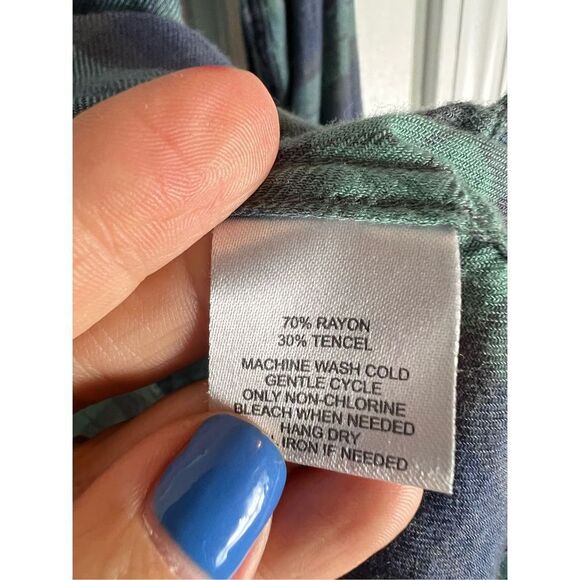 70% RAYON
30% TENCEL
MACHINE WASH COLD
GENTLE CYCLE
ONLY NON-CHLORINE
BLEACH WHEN NEEDED
HANG DRY
IRON IF NEEDED